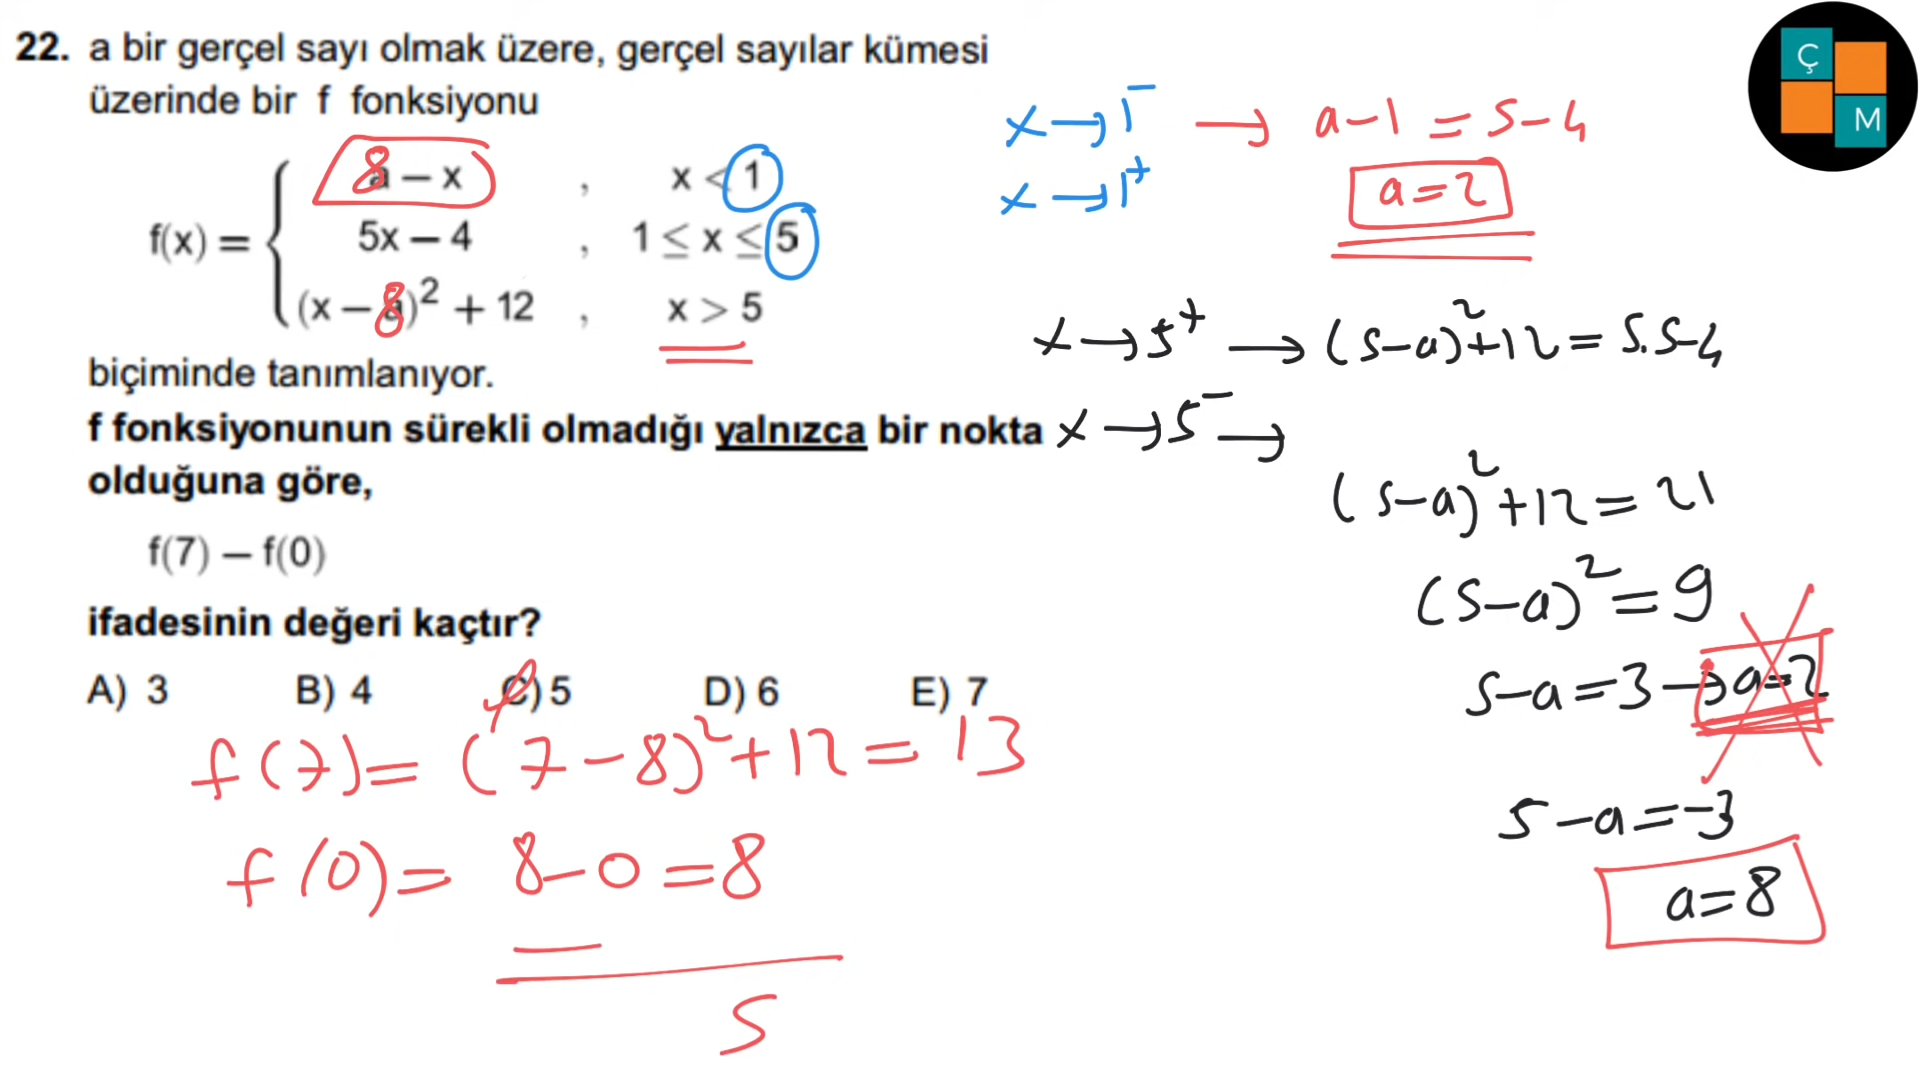 22. a bir gerçel sayı olmak üzere, gerçel sayılar kümesi
üzerinde bir f fonksiyonu
8 – x , x < 1
f(x) = 5x – 4 , 1 ≤ x ≤ 5
(x – 8)² + 12 , x > 5
biçiminde tanımlanıyor.
f fonksiyonunun sürekli olmadığı yalnızca bir nokta
olduğuna göre,
f(7) – f(0)
ifadesinin değeri kaçtır?
A) 3 B) 4 C) 5 D) 6 E) 7
f(7) = (7 – 8)² + 12 = 13
f(0) = 8 – 0 = 8
5
x → 1⁻ → a – 1 = 5 – 4
x → 1⁺
a = 2
x → 5⁺ → (5 – a)² + 12 = 5.5 – 4
x → 5⁻ →
(5 – a)² + 12 = 21
(5 – a)² = 9
5 – a = 3 → a = 2
5 – a = –3
a = 8
Ç
M